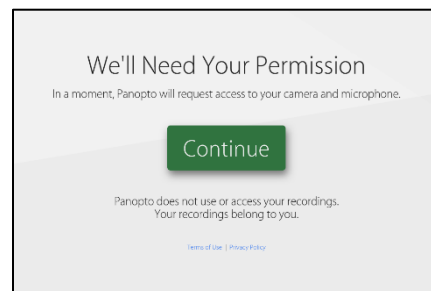 We'll Need Your Permission
In a moment, Panopto will request access to your camera and microphone.
Continue
Panopto does not use or access your recordings.
Your recordings belong to you.
Terms of Use | Privacy Policy